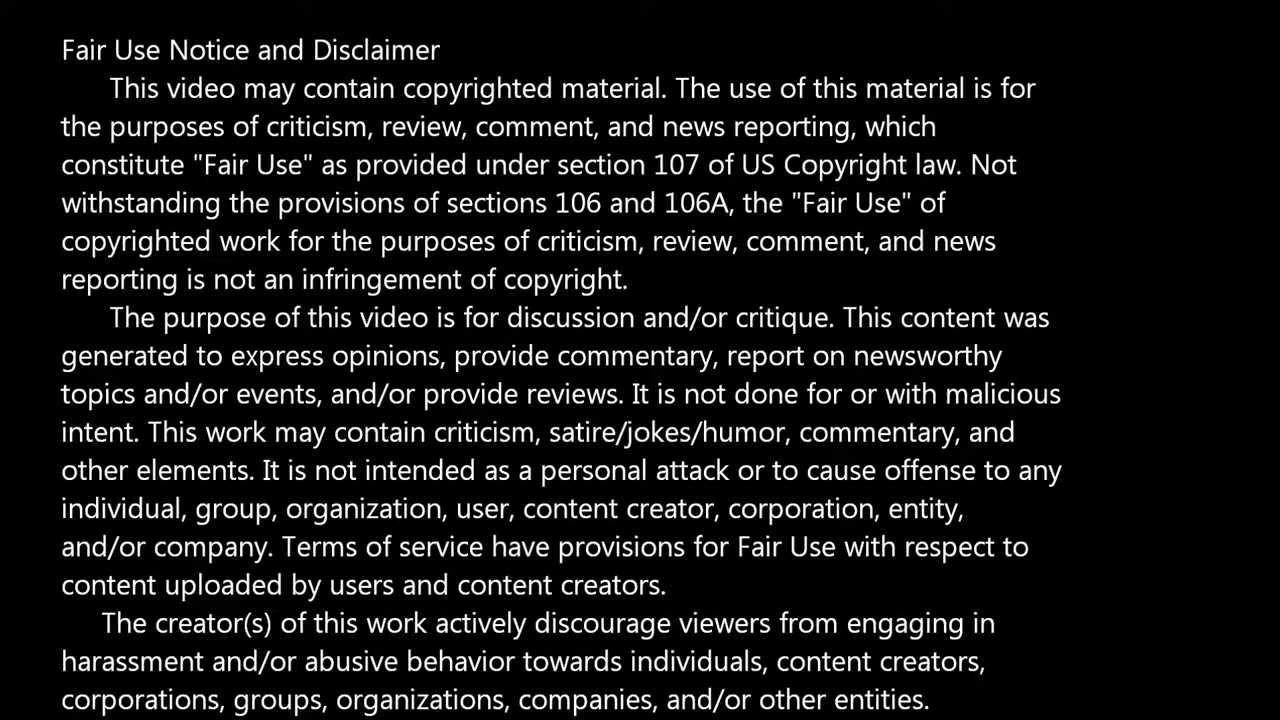 Fair Use Notice and Disclaimer
This video may contain copyrighted material. The use of this material is for
the purposes of criticism, review, comment, and news reporting, which
constitute "Fair Use" as provided under section 107 of US Copyright law. Not
withstanding the provisions of sections 106 and 106A, the "Fair Use" of
copyrighted work for the purposes of criticism, review, comment, and news
reporting is not an infringement of copyright.
The purpose of this video is for discussion and/or critique. This content was
generated to express opinions, provide commentary, report on newsworthy
topics and/or events, and/or provide reviews. It is not done for or with malicious
intent. This work may contain criticism, satire/jokes/humor, commentary, and
other elements. It is not intended as a personal attack or to cause offense to any
individual, group, organization, user, content creator, corporation, entity,
and/or company. Terms of service have provisions for Fair Use with respect to
content uploaded by users and content creators.
The creator(s) of this work actively discourage viewers from engaging in
harassment and/or abusive behavior towards individuals, content creators,
corporations, groups, organizations, companies, and/or other entities.